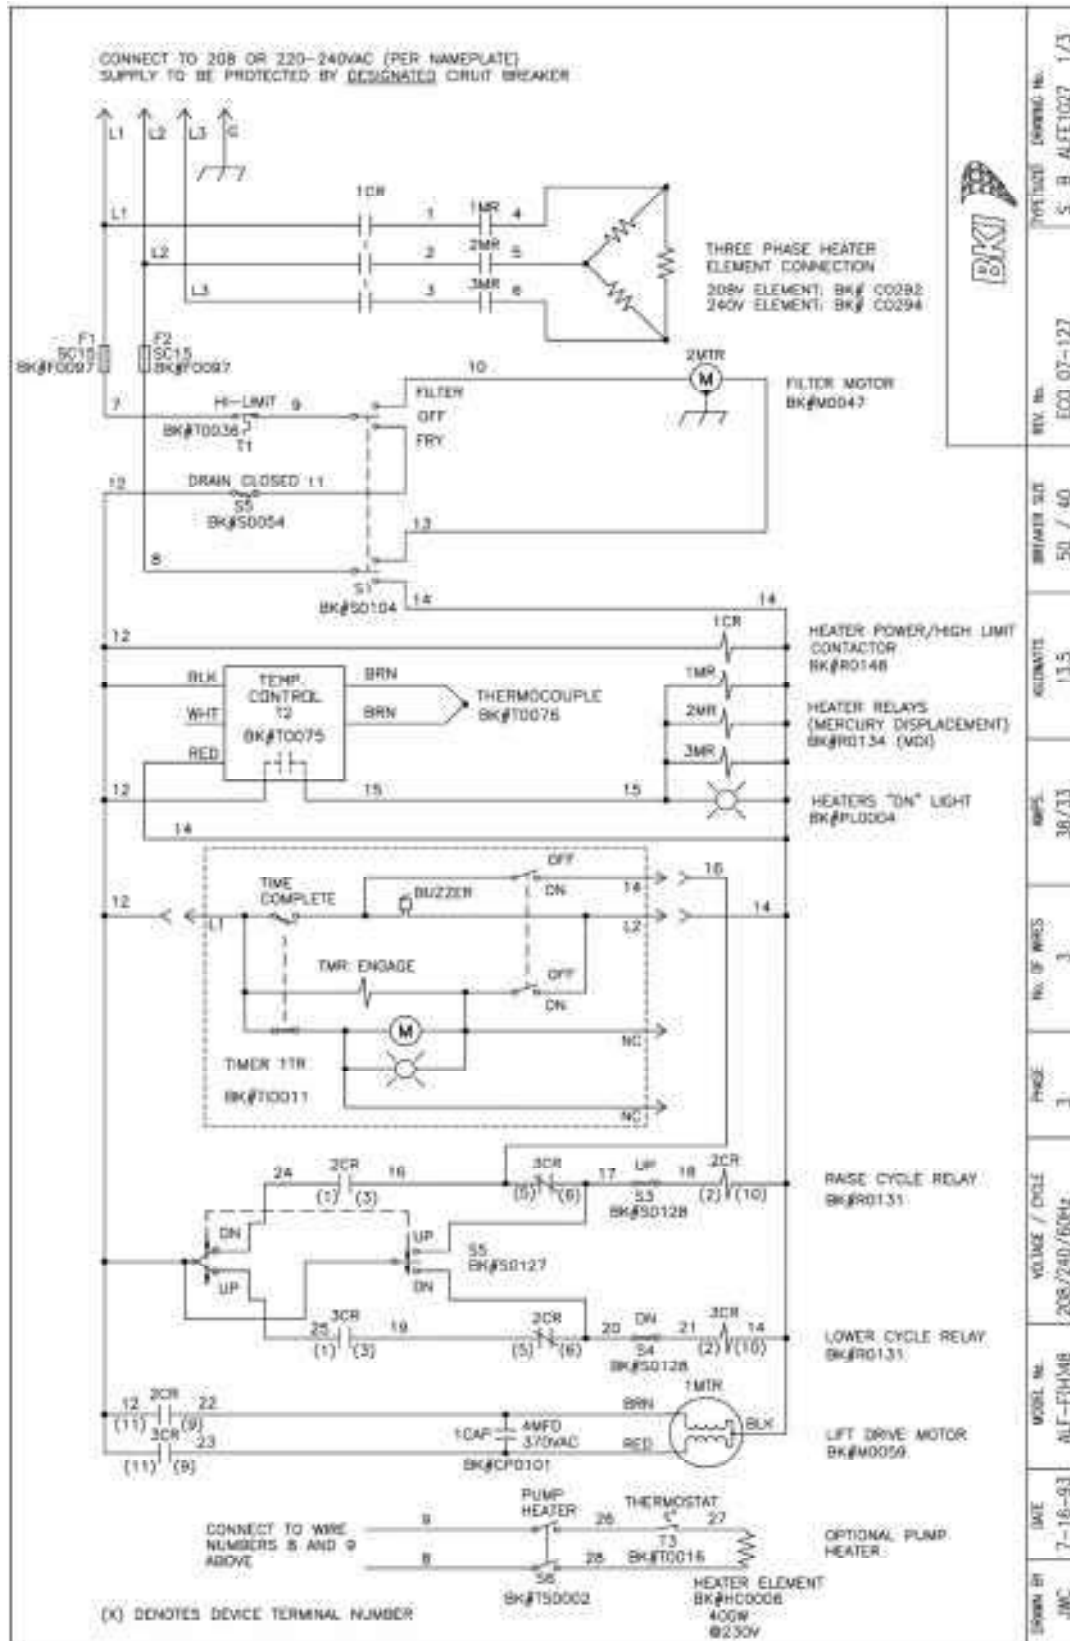 CONNECT TO 208 OR 220-240VAC (PER NAMEPLATE)
SUPPLY TO BE PROTECTED BY DESIGNATED CIRUIT BREAKER
L1 L2 L3 G
L1
1CR
1
1MR
4
L2
2
2MR
5
L3
3
3MR
6
THREE PHASE HEATER
ELEMENT CONNECTION
208V ELEMENT: BK# C0292
240V ELEMENT: BK# C0294
F1
SC15
BK#F0097
F2
SC15
BK#F0097
7
HI-LIMIT
9
BK#T0036
T1
FILTER
OFF
FRY
10
2MTR
M
FILTER MOTOR
BK#M0047
12
DRAIN CLOSED 11
S5
BK#S0054
13
8
S1
BK#S0104
14
14
12
1CR
HEATER POWER/HIGH LIMIT
CONTACTOR
BK#R0148
BLK
WHT
RED
TEMP.
CONTROL
T2
BK#T0075
BRN
BRN
THERMOCOUPLE
BK#T0076
1MR
2MR
3MR
HEATER RELAYS
(MERCURY DISPLACEMENT)
BK#R0134 (MDI)
12
15
15
HEATERS "ON" LIGHT
BK#PL0004
14
TIME
COMPLETE
BUZZER
OFF
ON
14
16
12
L1
L2
14
TMR ENGAGE
OFF
ON
M
NC
TIMER 1TR
BK#TI0011
NC
24
2CR
(1) (3)
16
3CR
(5) (6)
17
UP
S3
BK#S0128
18
2CR
(2) (10)
RAISE CYCLE RELAY
BK#R0131
DN
UP
UP
DN
S5
BK#S0127
25
3CR
(1) (3)
19
2CR
(5) (6)
20
DN
S4
BK#S0128
21
3CR
(2) (10)
14
LOWER CYCLE RELAY
BK#R0131
12
2CR
(11) (9)
22
3CR
(11) (9)
23
1CAP
4MFD
370VAC
BK#CP0101
BRN
RED
1MTR
BLK
LIFT DRIVE MOTOR
BK#M0059
CONNECT TO WIRE
NUMBERS 8 AND 9
ABOVE
9
8
PUMP
HEATER
S6
BK#TS0002
26
28
THERMOSTAT
T3
BK#T0016
27
HEATER ELEMENT
BK#HC0006
400W
@230V
OPTIONAL PUMP
HEATER
(X) DENOTES DEVICE TERMINAL NUMBER
BKI
DRAWN BY JWC
DATE 7-16-93
MODEL No. ALF-F(H)48
VOLTAGE / CYCLE 208/240/60Hz
PHASE 3
No. OF WIRES 3
AMPS. 38/33
KILOWATTS 13.5
BREAKER SIZE 50 / 40
REV. No. ECO 07-127
TYPE SIZE S B
DRAWING No. ALFE1027 1/3